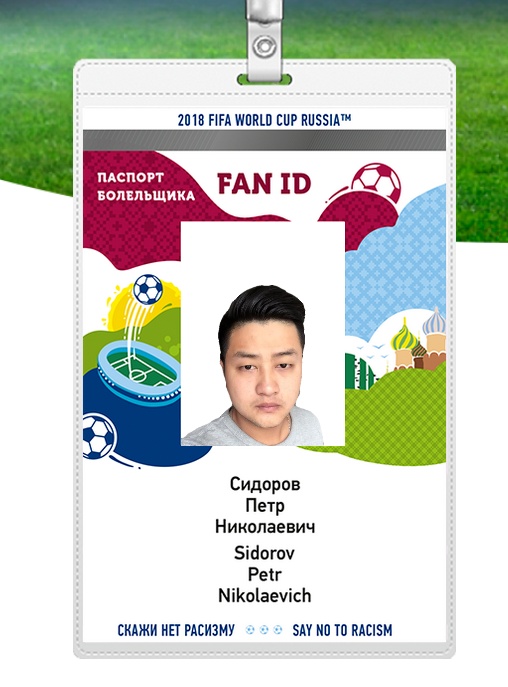 2018 FIFA WORLD CUP RUSSIA™
ПАСПОРТ
БОЛЕЛЬЩИКА
FAN ID
Сидоров
Петр
Николаевич
Sidorov
Petr
Nikolaevich
СКАЖИ НЕТ РАСИЗМУ SAY NO TO RACISM